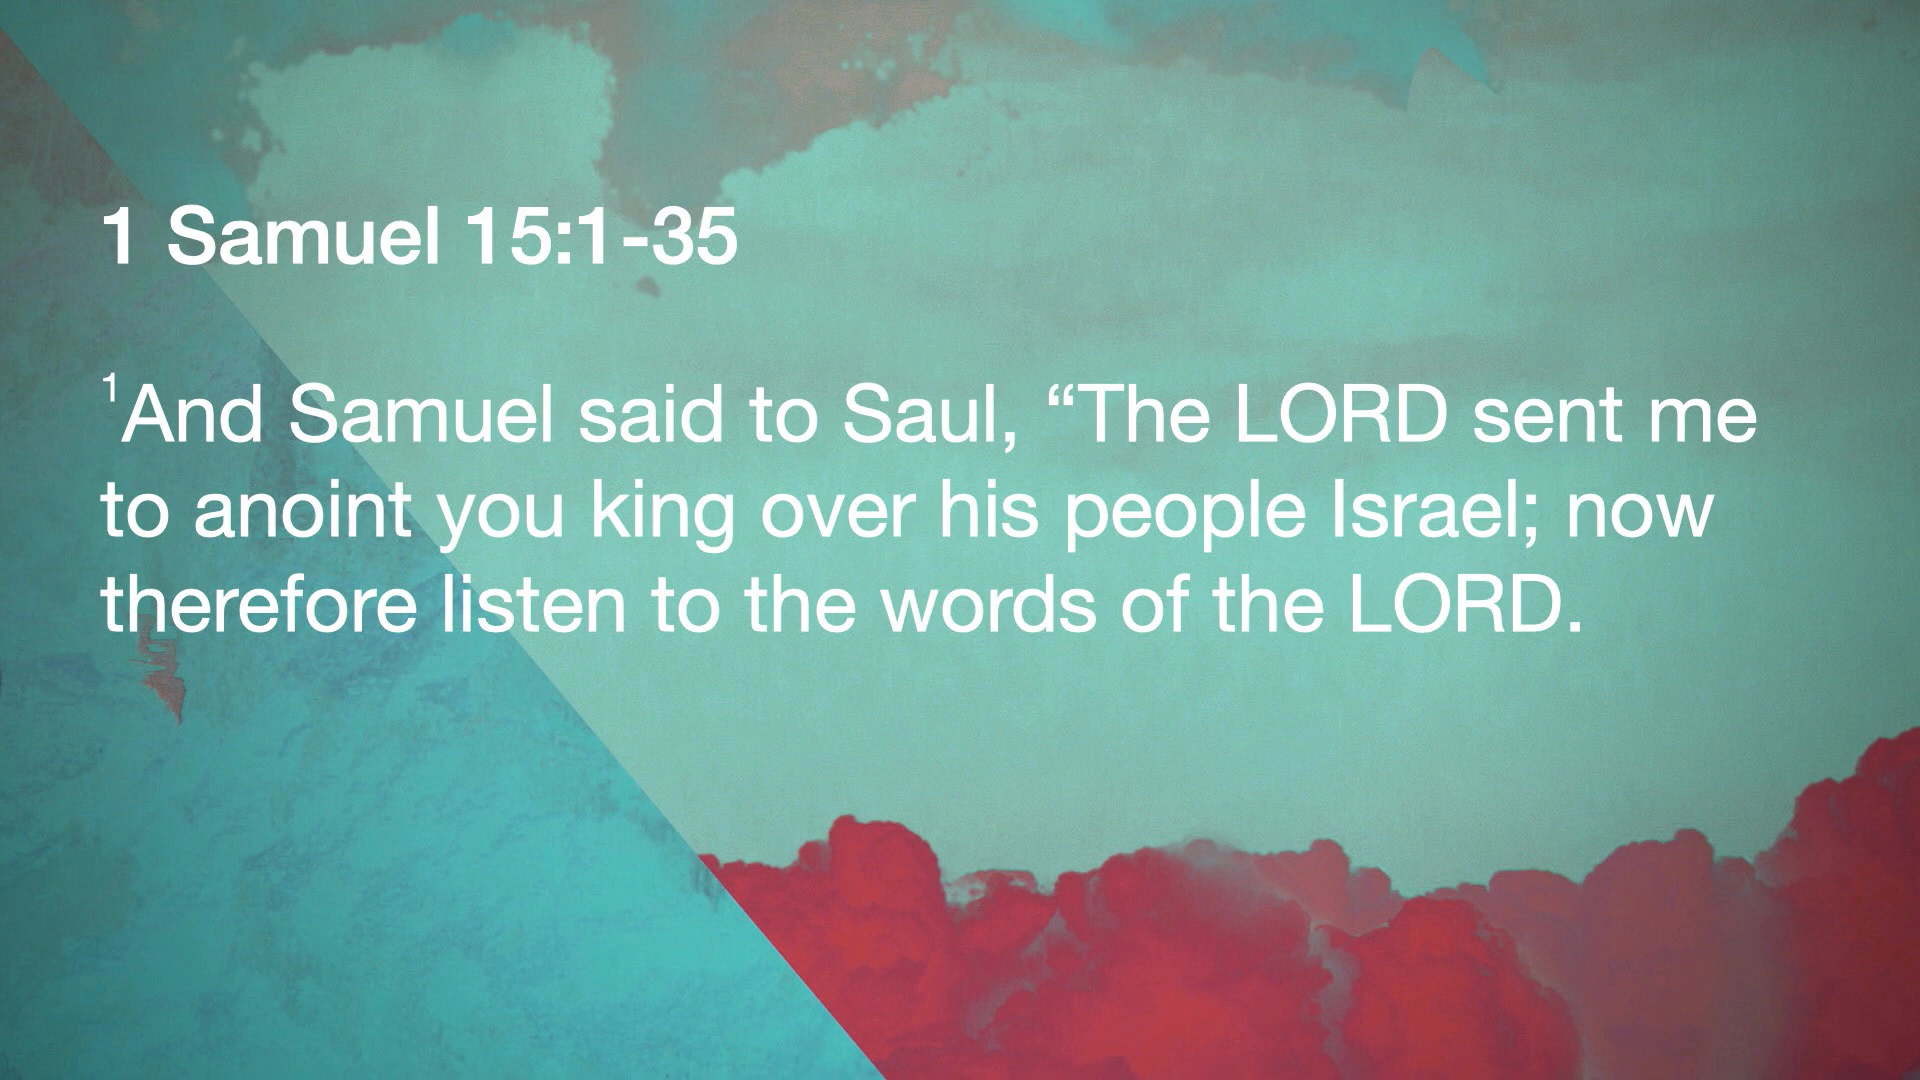 1 Samuel 15:1-35
¹And Samuel said to Saul, “The LORD sent me
to anoint you king over his people Israel; now
therefore listen to the words of the LORD.